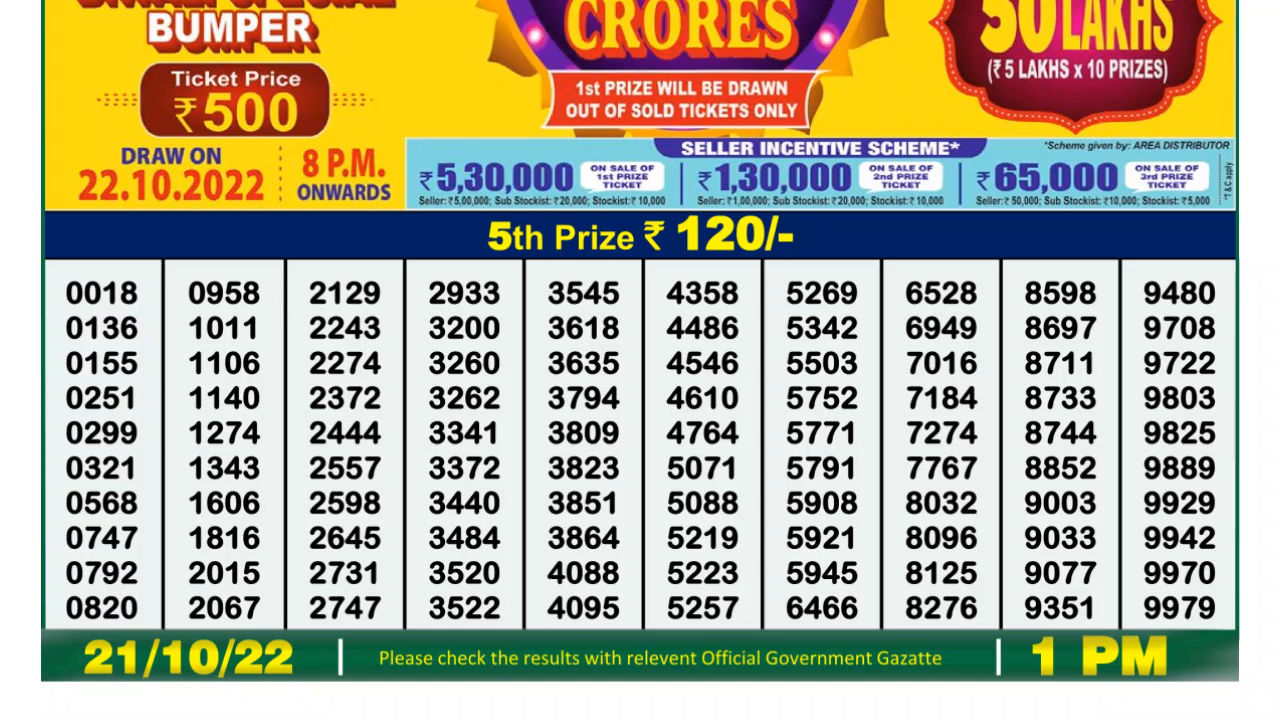 BUMPER
Ticket Price
₹500
DRAW ON
22.10.2022
8 P.M.
ONWARDS
CRORES
1st PRIZE WILL BE DRAWN
OUT OF SOLD TICKETS ONLY
50 LAKHS
(₹ 5 LAKHS x 10 PRIZES)
SELLER INCENTIVE SCHEME*
*Scheme given by: AREA DISTRIBUTOR
₹5,30,000 ON SALE OF 1st PRIZE TICKET
Seller: ₹5,00,000; Sub Stockist: ₹20,000; Stockist: ₹10,000
₹1,30,000 ON SALE OF 2nd PRIZE TICKET
Seller: ₹1,00,000; Sub Stockist: ₹20,000; Stockist: ₹10,000
₹65,000 ON SALE OF 3rd PRIZE TICKET
Seller: ₹50,000; Sub Stockist: ₹10,000; Stockist: ₹5,000
*T & C apply
5th Prize ₹ 120/-
0018 0958 2129 2933 3545 4358 5269 6528 8598 9480
0136 1011 2243 3200 3618 4486 5342 6949 8697 9708
0155 1106 2274 3260 3635 4546 5503 7016 8711 9722
0251 1140 2372 3262 3794 4610 5752 7184 8733 9803
0299 1274 2444 3341 3809 4764 5771 7274 8744 9825
0321 1343 2557 3372 3823 5071 5791 7767 8852 9889
0568 1606 2598 3440 3851 5088 5908 8032 9003 9929
0747 1816 2645 3484 3864 5219 5921 8096 9033 9942
0792 2015 2731 3520 4088 5223 5945 8125 9077 9970
0820 2067 2747 3522 4095 5257 6466 8276 9351 9979
21/10/22 | Please check the results with relevent Official Government Gazatte | 1 PM